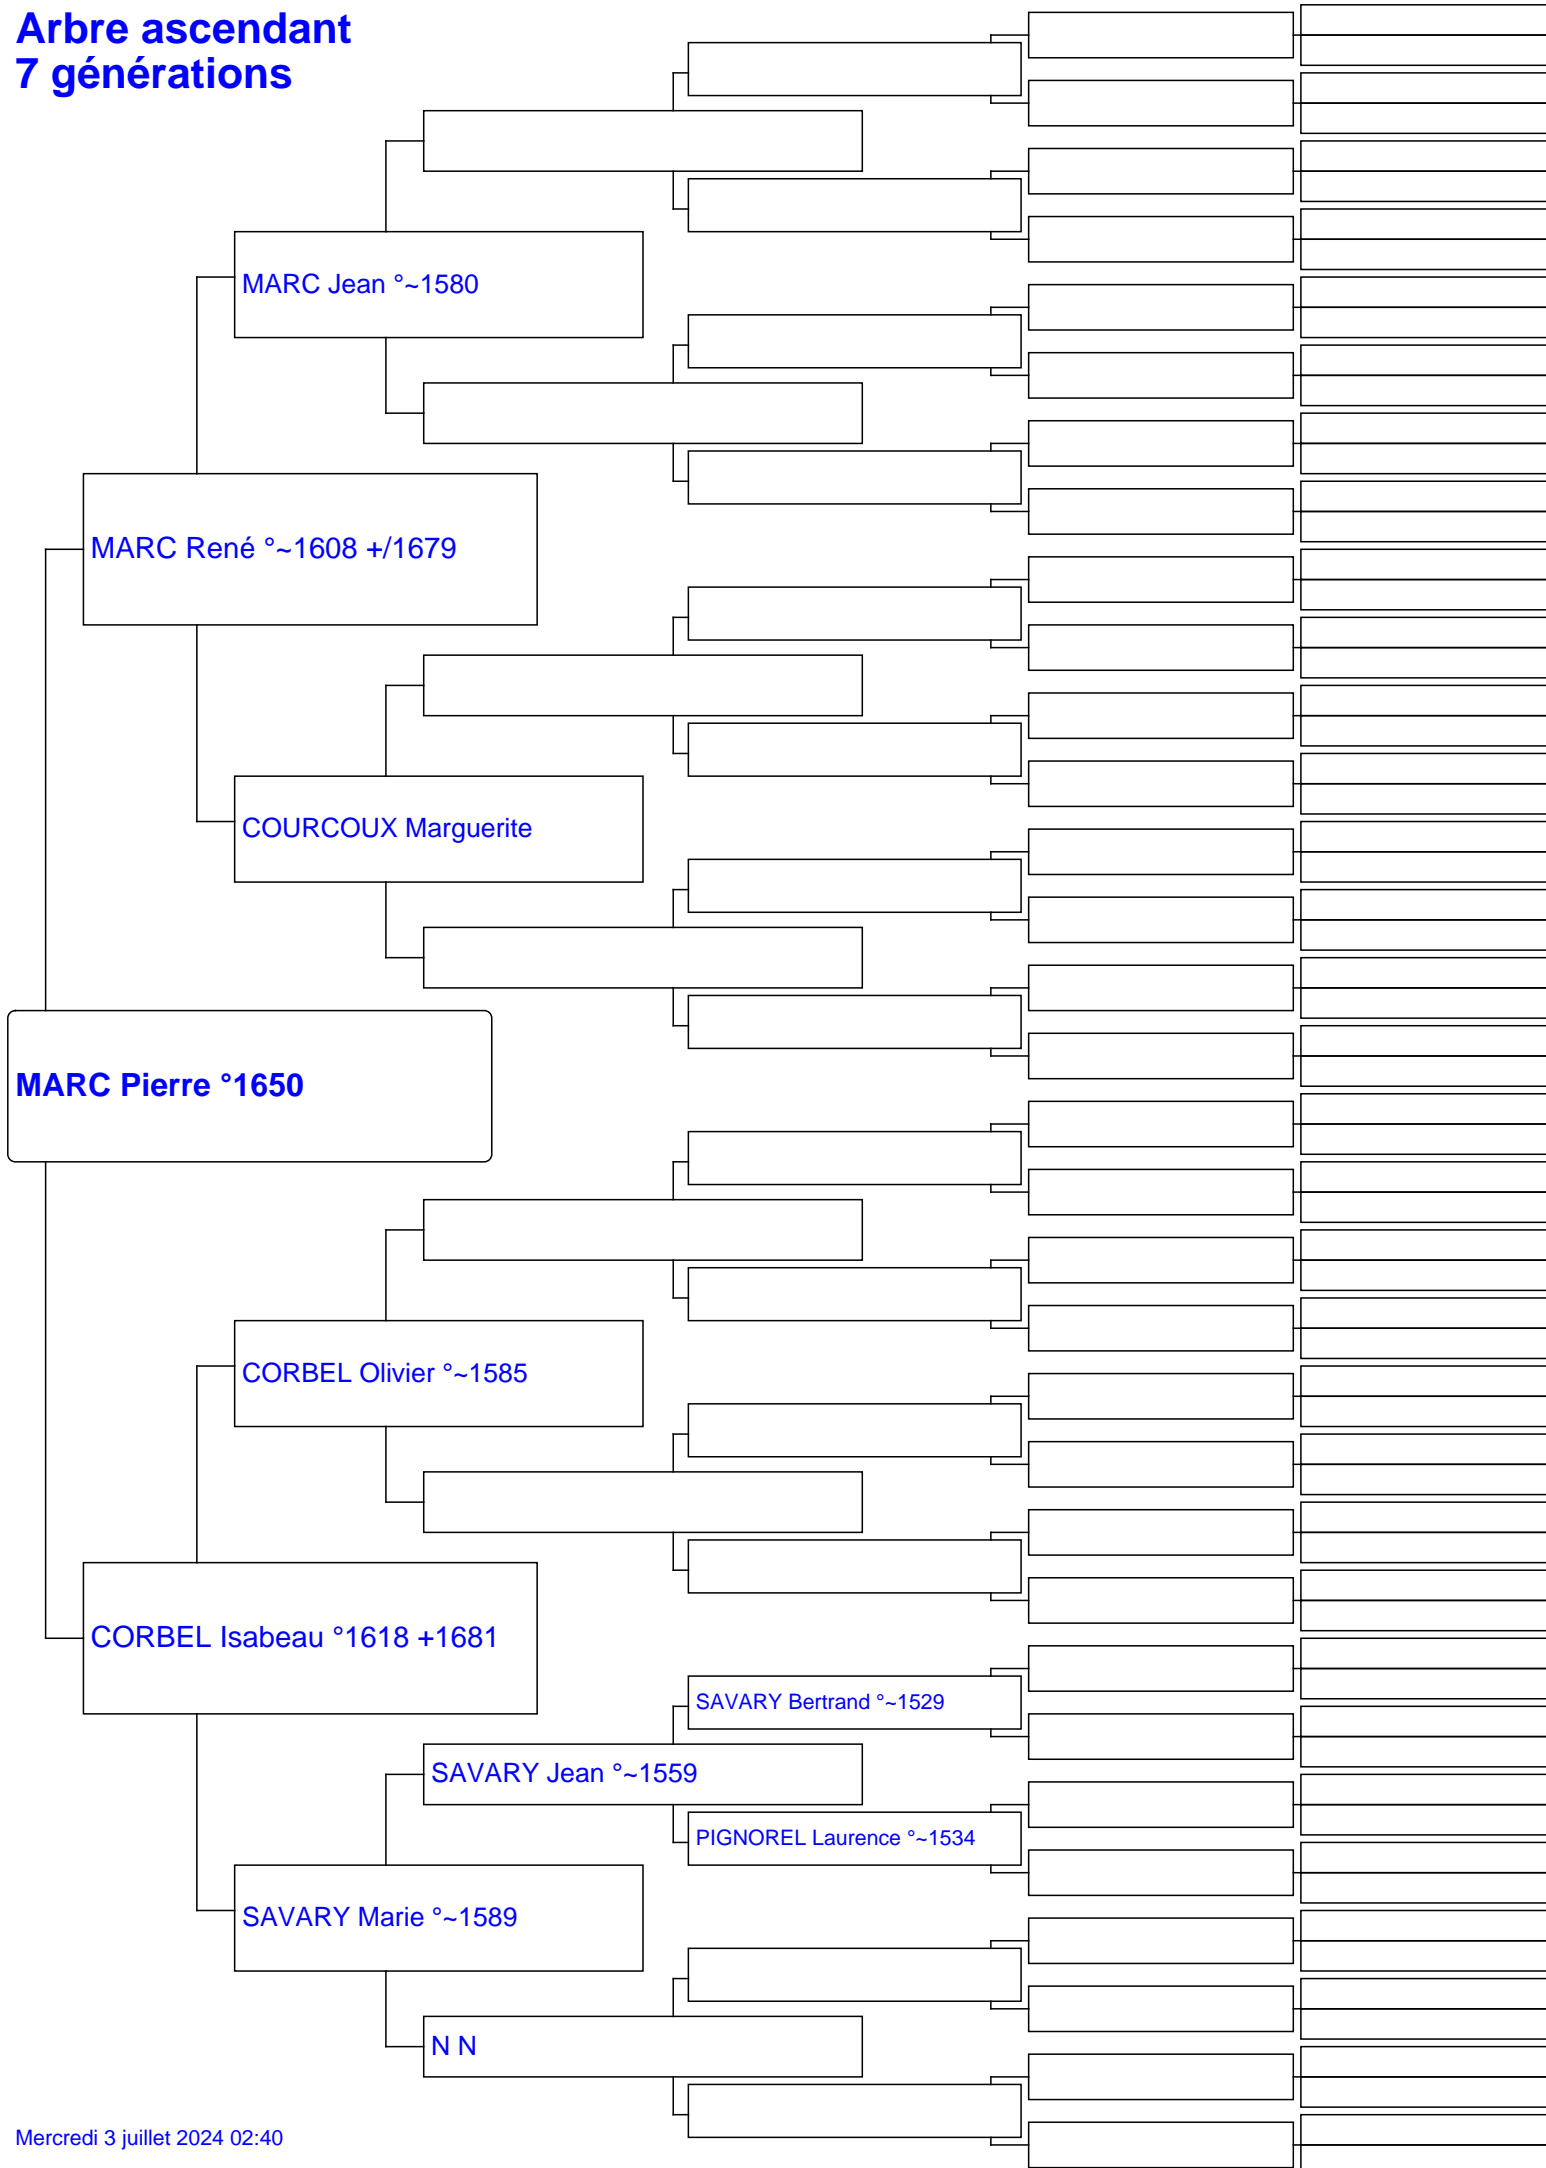 Arbre ascendant
7 générations
MARC Jean °~1580
MARC René °~1608 +/1679
COURCOUX Marguerite
MARC Pierre °1650
CORBEL Olivier °~1585
CORBEL Isabeau °1618 +1681
SAVARY Bertrand °~1529
SAVARY Jean °~1559
PIGNOREL Laurence °~1534
SAVARY Marie °~1589
N N
Mercredi 3 juillet 2024 02:40